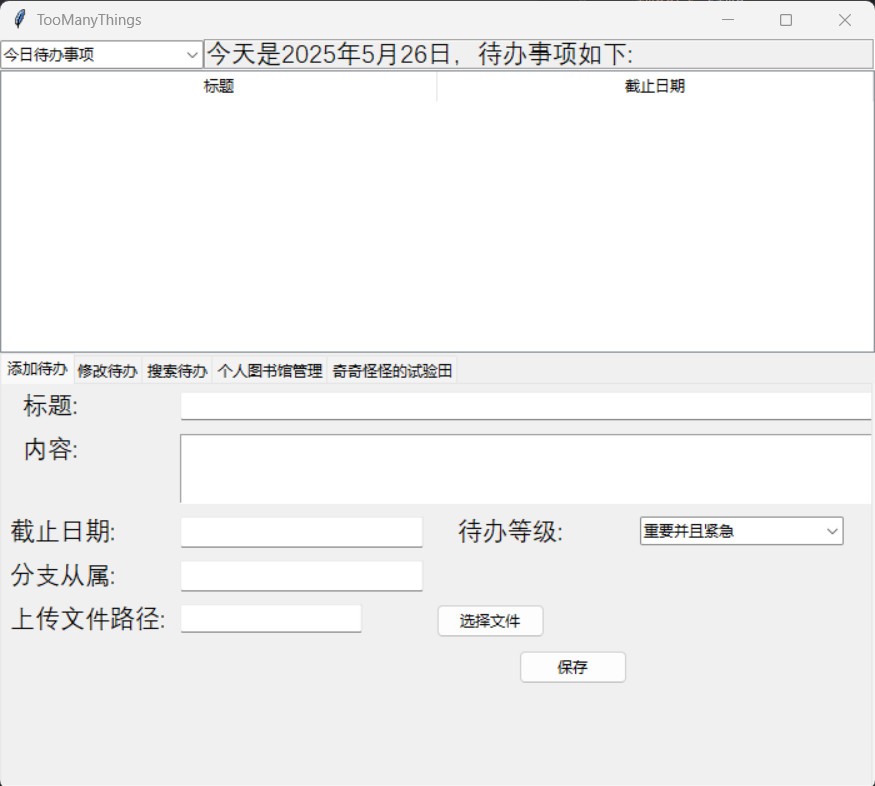 TooManyThings
今日待办事项 今天是2025年5月26日，待办事项如下:
标题 截止日期
添加待办 修改待办 搜索待办 个人图书馆管理 奇奇怪怪的试验田
标题:
内容:
截止日期: 待办等级: 重要并且紧急
分支从属:
上传文件路径: 选择文件
保存